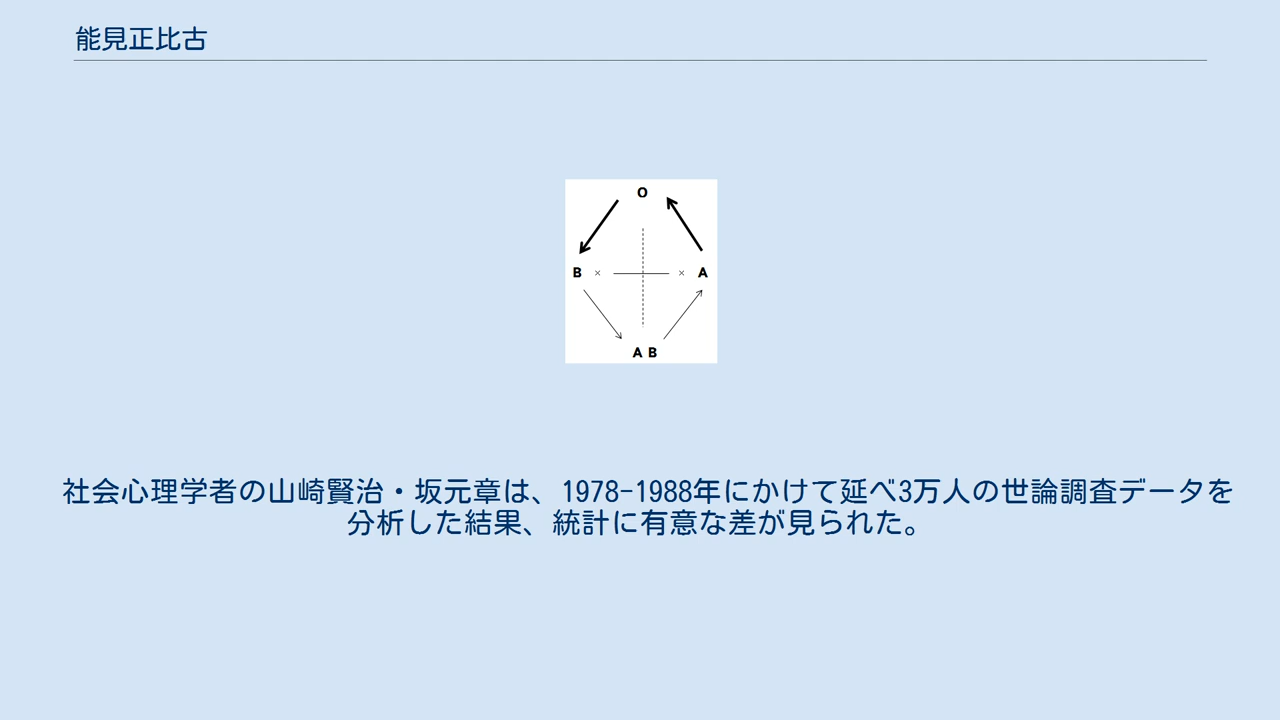 能見正比古
O
B × × A
A B
社会心理学者の山崎賢治・坂元章は、1978-1988年にかけて延べ3万人の世論調査データを
分析した結果、統計に有意な差が見られた。